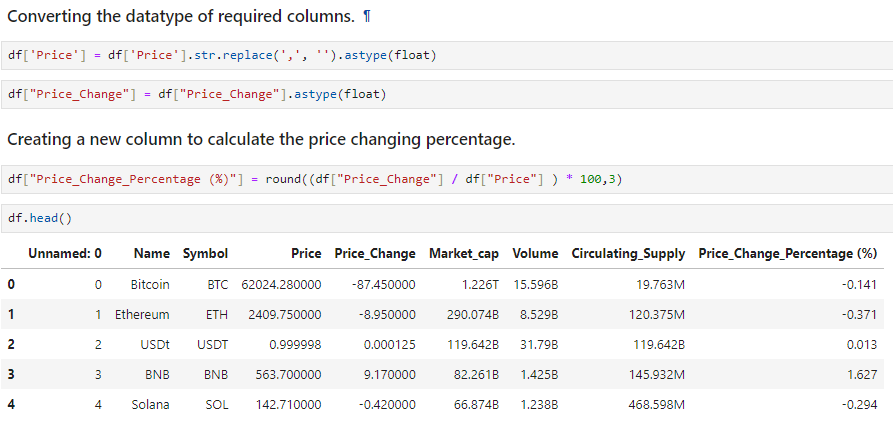 Converting the datatype of required columns. ¶
df['Price'] = df['Price'].str.replace(',', '').astype(float)
df["Price_Change"] = df["Price_Change"].astype(float)
Creating a new column to calculate the price changing percentage.
df["Price_Change_Percentage (%)"] = round((df["Price_Change"] / df["Price"] ) * 100,3)
df.head()
Unnamed: 0 Name Symbol Price Price_Change Market_cap Volume Circulating_Supply Price_Change_Percentage (%)
0 0 Bitcoin BTC 62024.280000 -87.450000 1.226T 15.596B 19.763M -0.141
1 1 Ethereum ETH 2409.750000 -8.950000 290.074B 8.529B 120.375M -0.371
2 2 USDt USDT 0.999998 0.000125 119.642B 31.79B 119.642B 0.013
3 3 BNB BNB 563.700000 9.170000 82.261B 1.425B 145.932M 1.627
4 4 Solana SOL 142.710000 -0.420000 66.874B 1.238B 468.598M -0.294